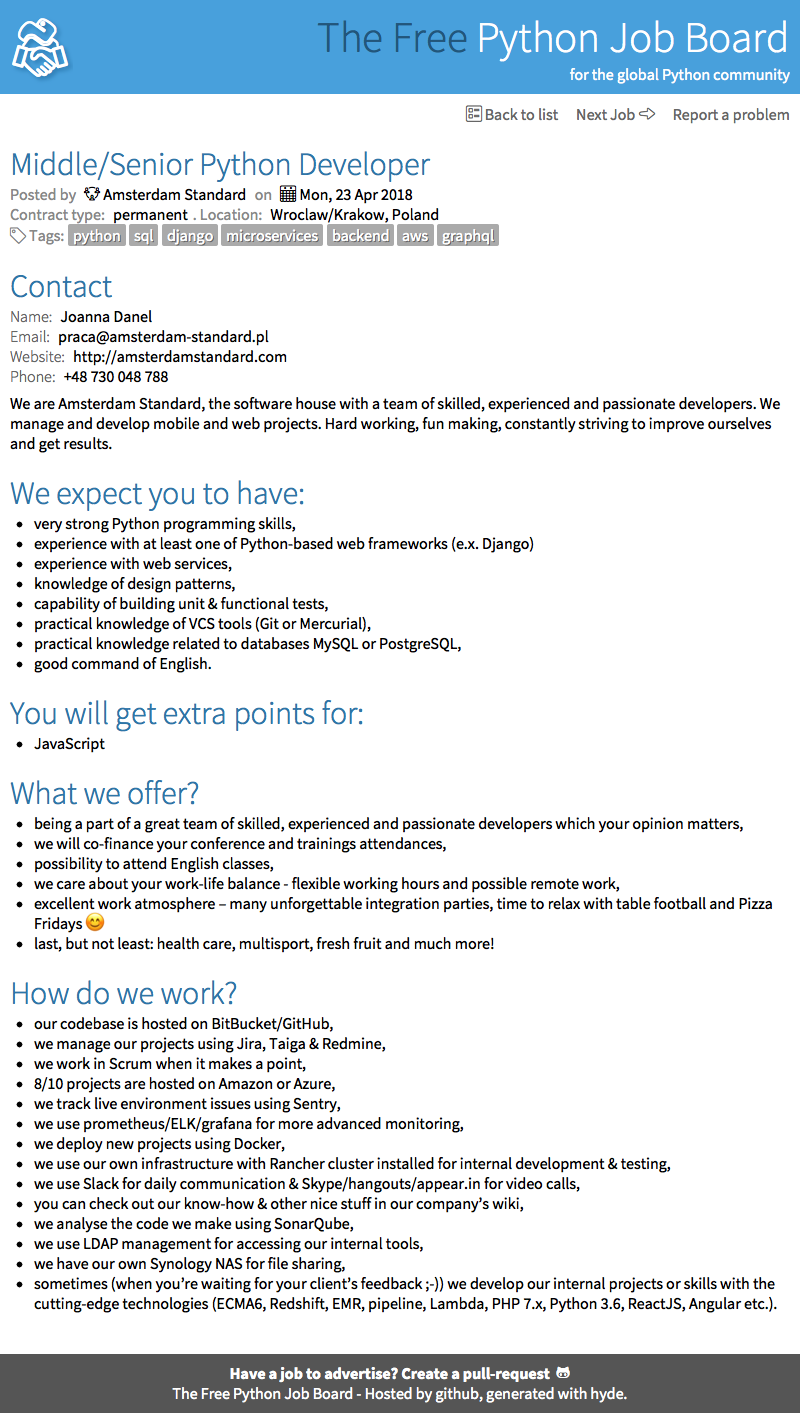 The Free Python Job Board
for the global Python community
Back to list Next Job Report a problem
Middle/Senior Python Developer
Posted by Amsterdam Standard on Mon, 23 Apr 2018
Contract type: permanent . Location: Wroclaw/Krakow, Poland
Tags: python sql django microservices backend aws graphql
Contact
Name: Joanna Danel
Email: praca@amsterdam-standard.pl
Website: http://amsterdamstandard.com
Phone: +48 730 048 788
We are Amsterdam Standard, the software house with a team of skilled, experienced and passionate developers. We
manage and develop mobile and web projects. Hard working, fun making, constantly striving to improve ourselves
and get results.
We expect you to have:
• very strong Python programming skills,
• experience with at least one of Python-based web frameworks (e.x. Django)
• experience with web services,
• knowledge of design patterns,
• capability of building unit & functional tests,
• practical knowledge of VCS tools (Git or Mercurial),
• practical knowledge related to databases MySQL or PostgreSQL,
• good command of English.
You will get extra points for:
• JavaScript
What we offer?
• being a part of a great team of skilled, experienced and passionate developers which your opinion matters,
• we will co-finance your conference and trainings attendances,
• possibility to attend English classes,
• we care about your work-life balance - flexible working hours and possible remote work,
• excellent work atmosphere – many unforgettable integration parties, time to relax with table football and Pizza
Fridays 😊
• last, but not least: health care, multisport, fresh fruit and much more!
How do we work?
• our codebase is hosted on BitBucket/GitHub,
• we manage our projects using Jira, Taiga & Redmine,
• we work in Scrum when it makes a point,
• 8/10 projects are hosted on Amazon or Azure,
• we track live environment issues using Sentry,
• we use prometheus/ELK/grafana for more advanced monitoring,
• we deploy new projects using Docker,
• we use our own infrastructure with Rancher cluster installed for internal development & testing,
• we use Slack for daily communication & Skype/hangouts/appear.in for video calls,
• you can check out our know-how & other nice stuff in our company’s wiki,
• we analyse the code we make using SonarQube,
• we use LDAP management for accessing our internal tools,
• we have our own Synology NAS for file sharing,
• sometimes (when you’re waiting for your client’s feedback ;-)) we develop our internal projects or skills with the
cutting-edge technologies (ECMA6, Redshift, EMR, pipeline, Lambda, PHP 7.x, Python 3.6, ReactJS, Angular etc.).
Have a job to advertise? Create a pull-request
The Free Python Job Board - Hosted by github, generated with hyde.